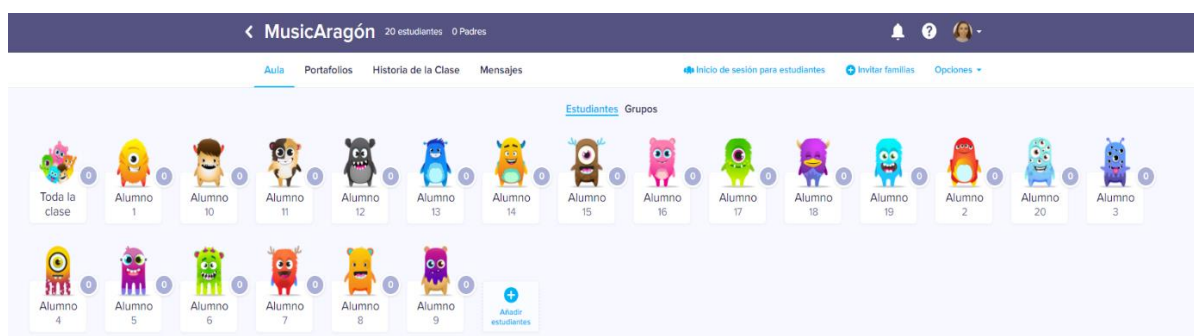 MusicAragón 20 estudiantes 0 Padres
Aula Portafolios Historia de la Clase Mensajes Inicio de sesión para estudiantes Invitar familias Opciones
Estudiantes Grupos
0 0 0 0 0 0 0 0 0 0 0 0 0 0 0
Toda la Alumno Alumno Alumno Alumno Alumno Alumno Alumno Alumno Alumno Alumno Alumno Alumno Alumno Alumno
clase 1 10 11 12 13 14 15 16 17 18 19 2 20 3
0 0 0 0 0 0
Alumno Alumno Alumno Alumno Alumno Alumno Añadir
4 5 6 7 8 9 estudiantes